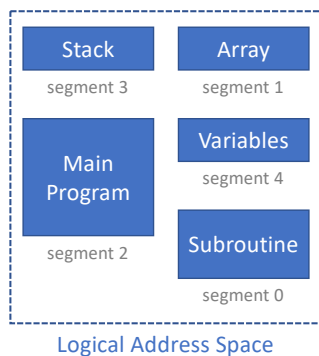 Stack
segment 3
Array
segment 1
Main
Program
segment 2
Variables
segment 4
Subroutine
segment 0
Logical Address Space